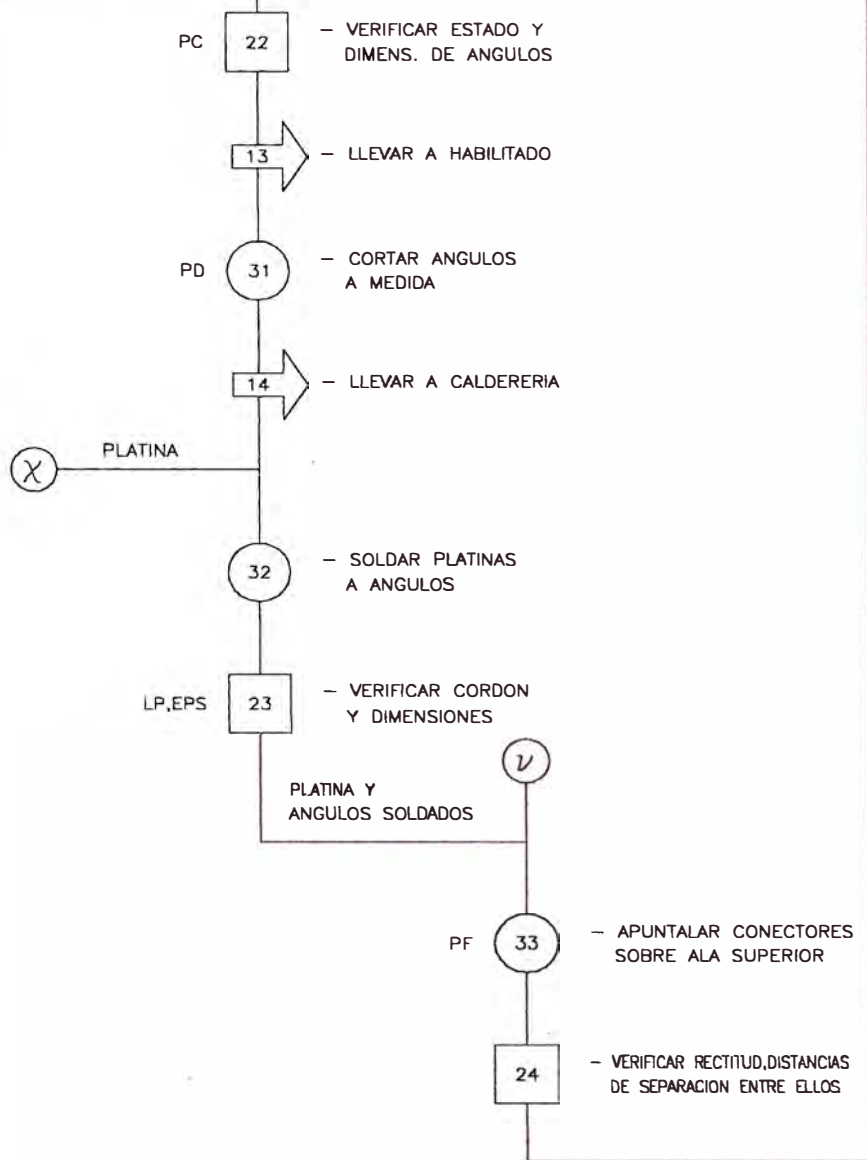 PC 22 – VERIFICAR ESTADO Y
DIMENS. DE ANGULOS
13 – LLEVAR A HABILITADO
PD 31 – CORTAR ANGULOS
A MEDIDA
14 – LLEVAR A CALDERERIA
χ PLATINA
32 – SOLDAR PLATINAS
A ANGULOS
LP,EPS 23 – VERIFICAR CORDON
Y DIMENSIONES
ν
PLATINA Y
ANGULOS SOLDADOS
PF 33 – APUNTALAR CONECTORES
SOBRE ALA SUPERIOR
24 – VERIFICAR RECTITUD,DISTANCIAS
DE SEPARACION ENTRE ELLOS